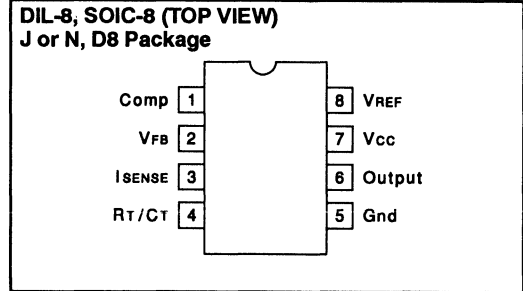 DIL-8, SOIC-8 (TOP VIEW)
J or N, D8 Package
Comp 1 8 VREF
VFB 2 7 Vcc
ISENSE 3 6 Output
RT/CT 4 5 Gnd